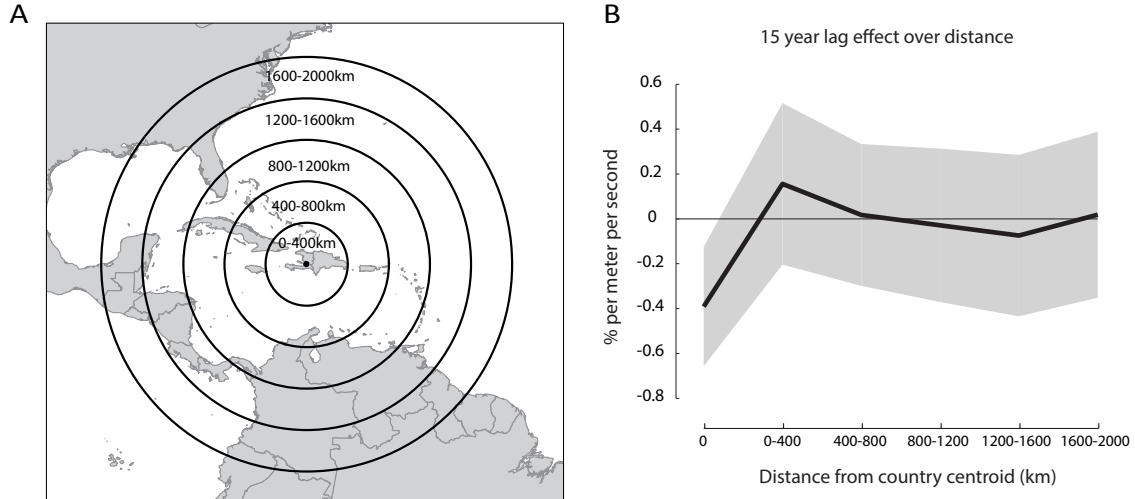 A
1600-2000km
1200-1600km
800-1200km
400-800km
0-400km
B
15 year lag effect over distance
% per meter per second
0.6
0.4
0.2
0
-0.2
-0.4
-0.6
-0.8
0 0-400 400-800 800-1200 1200-1600 1600-2000
Distance from country centroid (km)